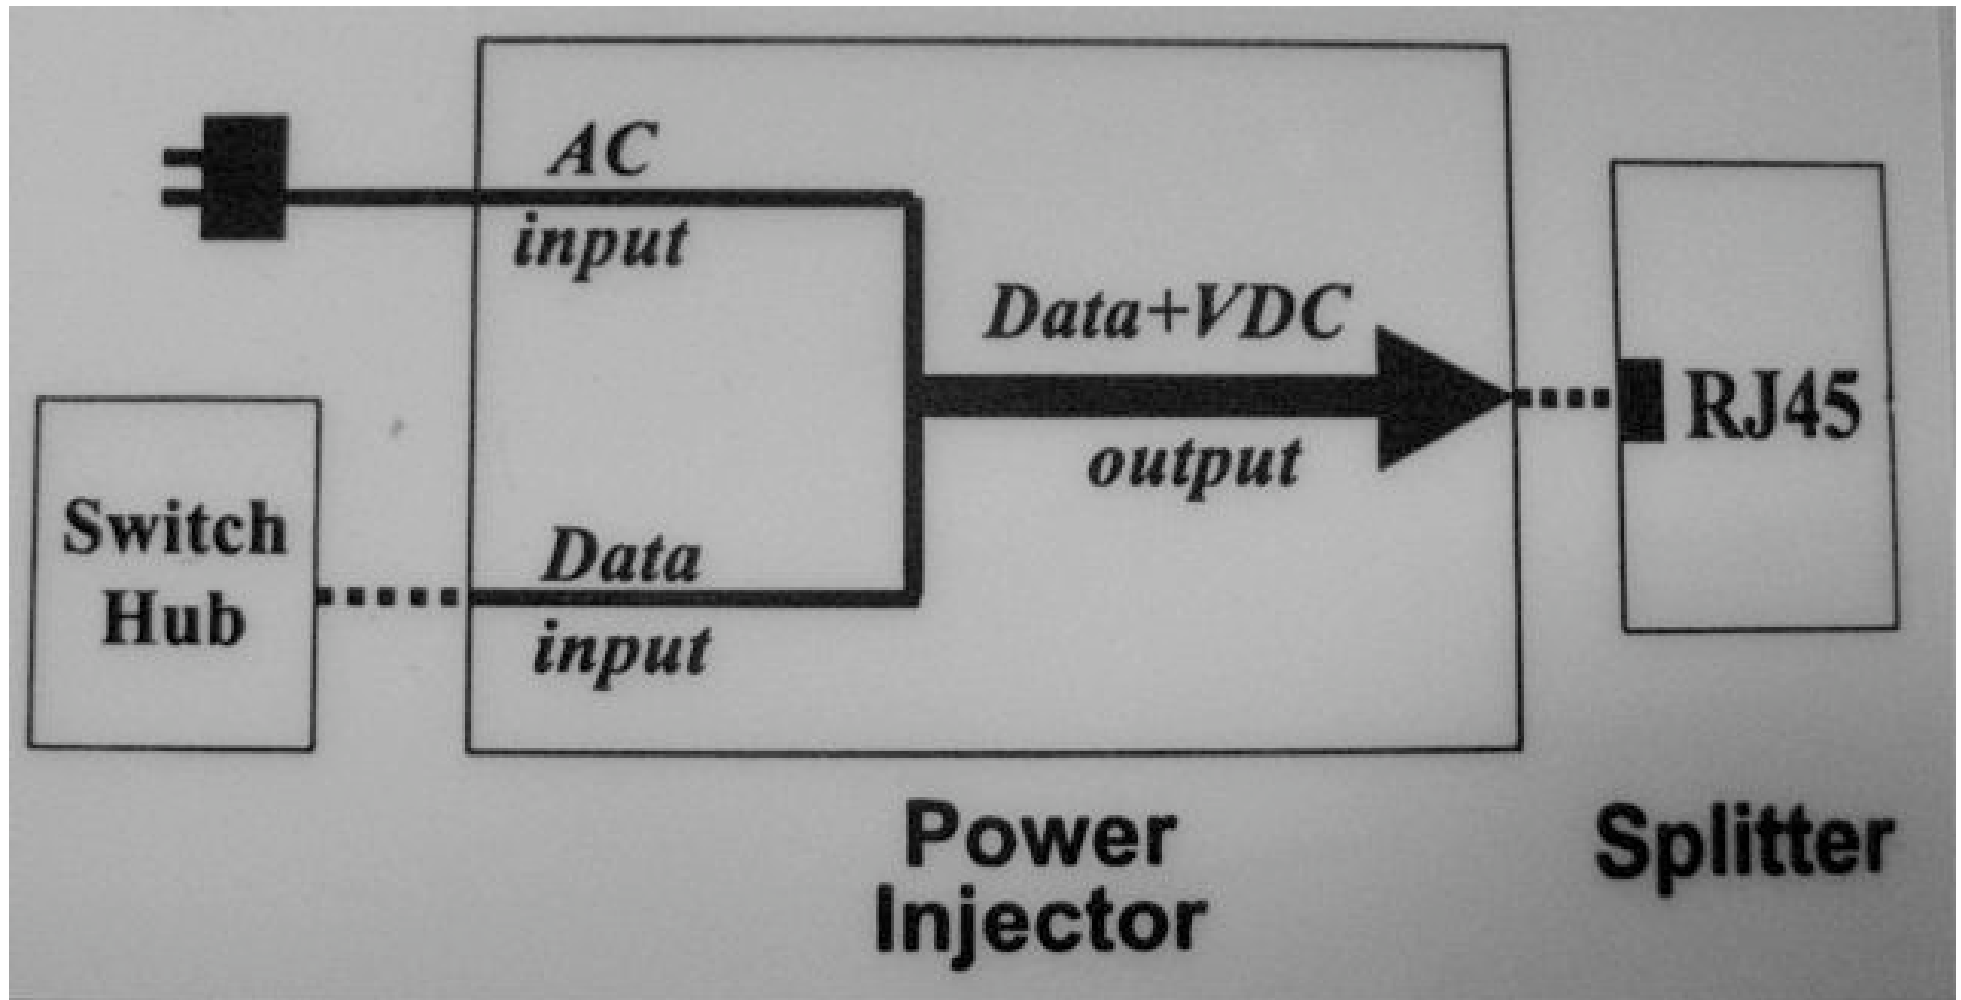 AC
input
Data+VDC
output
RJ45
Switch
Hub
Data
input
Power
Injector
Splitter